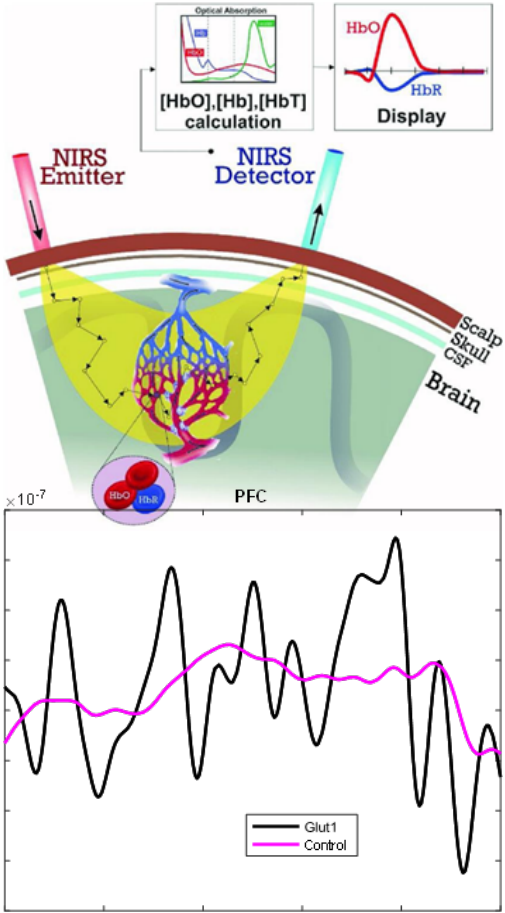 Optical Absorption
Hb
HbO
[HbO],[Hb],[HbT]
calculation
HbO
HbR
Display
NIRS
Emitter
NIRS
Detector
Scalp
Skull
CSF
Brain
HbO
HbR
×10-7
PFC
Glut1
Control